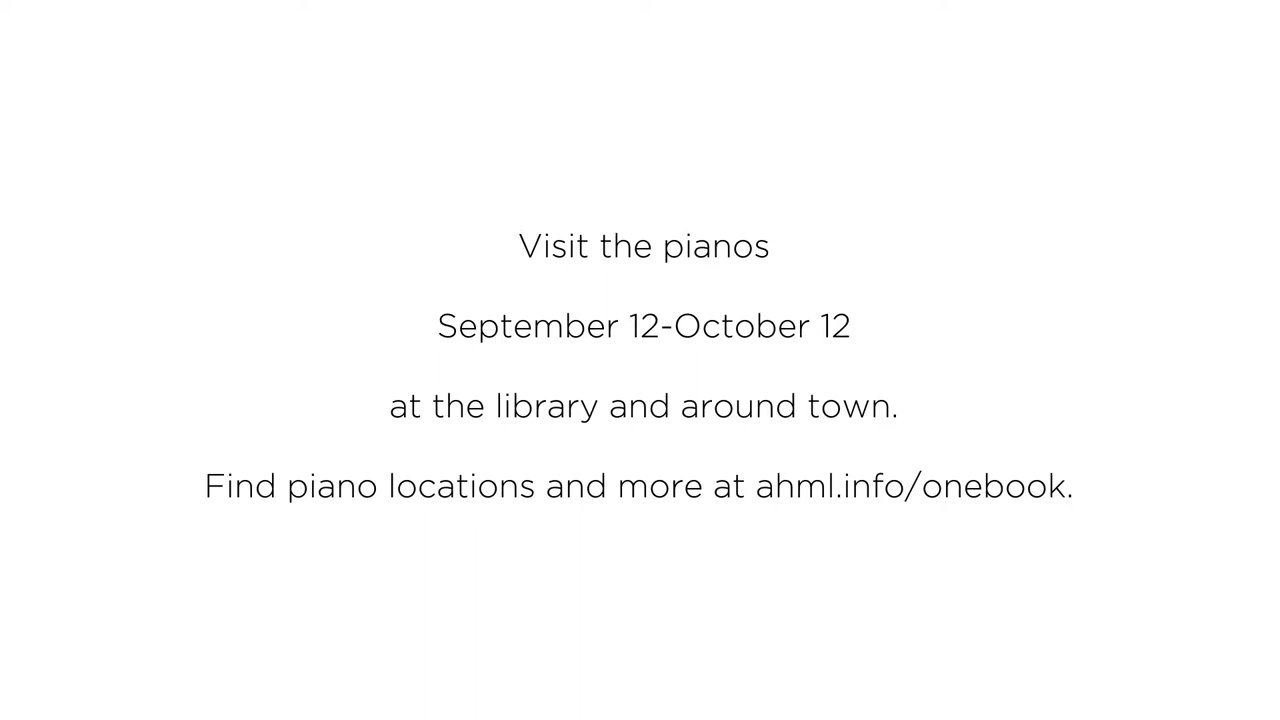 Visit the pianos
September 12-October 12
at the library and around town.
Find piano locations and more at ahml.info/onebook.